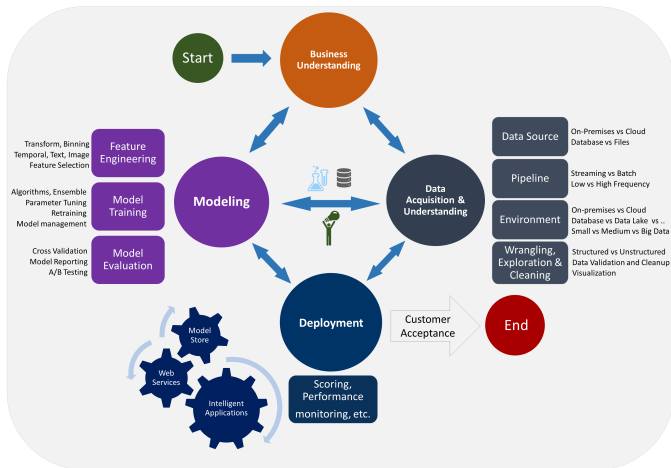 Start
Business
Understanding
Transform, Binning
Temporal, Text, Image
Feature Selection
Feature
Engineering
Algorithms, Ensemble
Parameter Tuning
Retraining
Model management
Model
Training
Cross Validation
Model Reporting
A/B Testing
Model
Evaluation
Modeling
Data
Acquisition &
Understanding
Data Source
On-Premises vs Cloud
Database vs Files
Pipeline
Streaming vs Batch
Low vs High Frequency
Environment
On-premises vs Cloud
Database vs Data Lake vs ..
Small vs Medium vs Big Data
Wrangling,
Exploration &
Cleaning
Structured vs Unstructured
Data Validation and Cleanup
Visualization
Deployment
Customer
Acceptance
End
Model
Store
Web
Services
Intelligent
Applications
Scoring,
Performance
monitoring, etc.